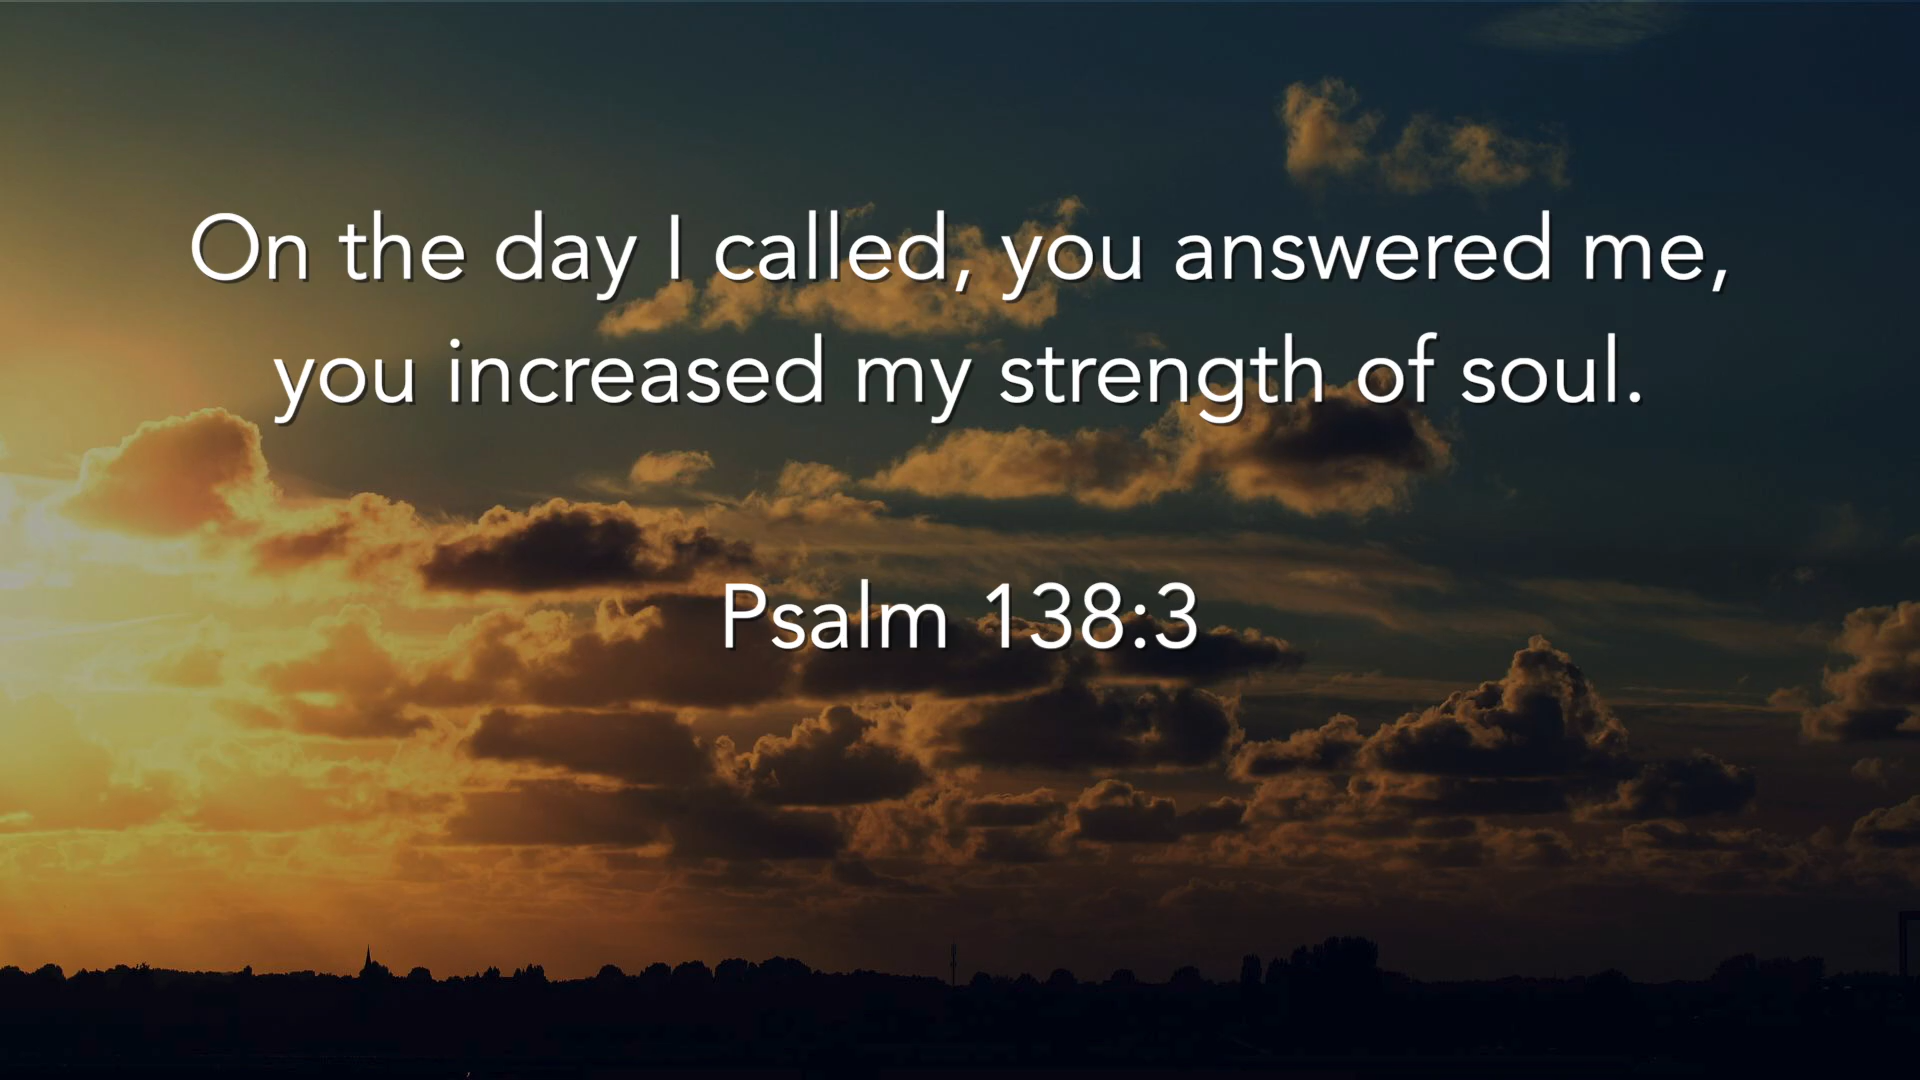 On the day I called, you answered me,
you increased my strength of soul.
Psalm 138:3